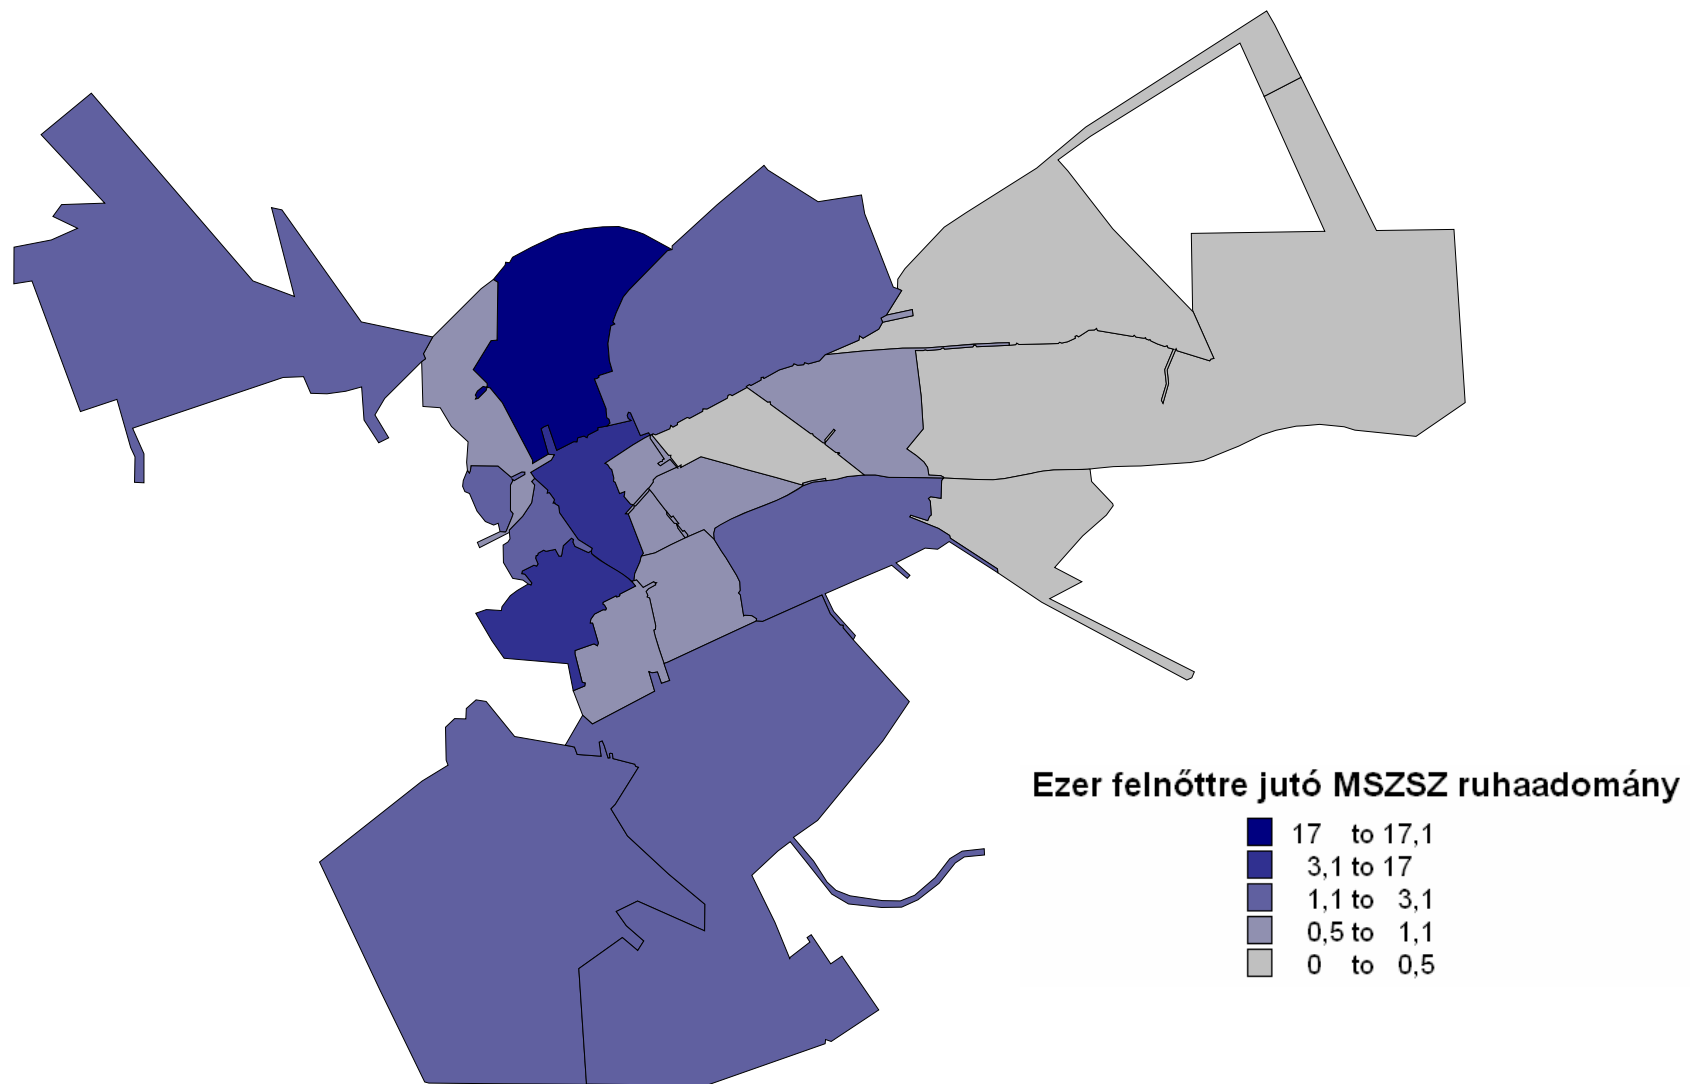 Ezer felnőttre jutó MSZSZ ruhaadomány
17 to 17,1
3,1 to 17
1,1 to 3,1
0,5 to 1,1
0 to 0,5